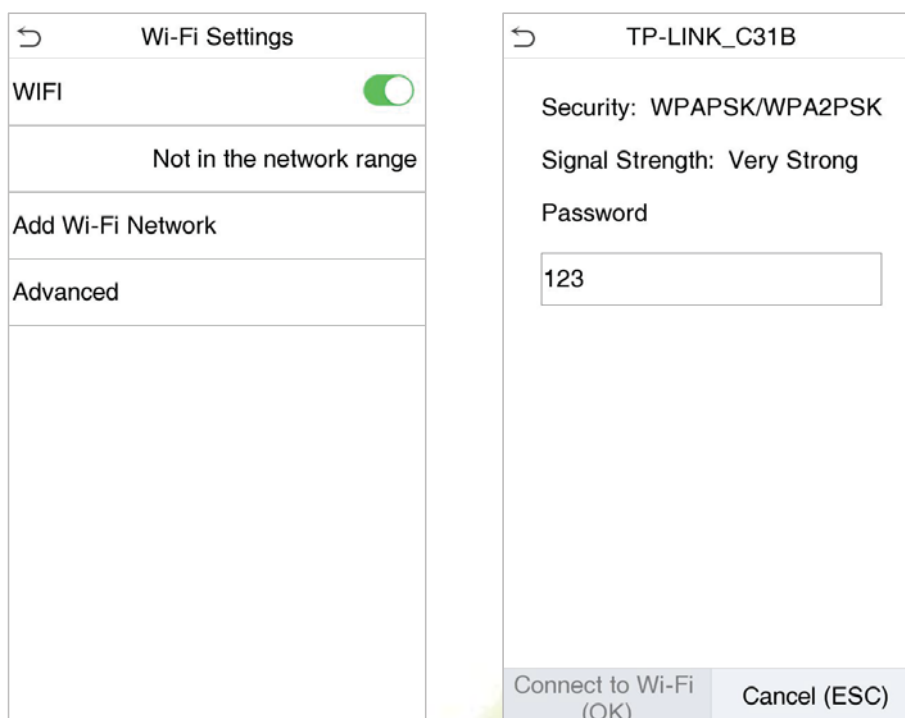 Wi-Fi Settings
WIFI
Not in the network range
Add Wi-Fi Network
Advanced
TP-LINK_C31B
Security: WPAPSK/WPA2PSK
Signal Strength: Very Strong
Password
123
Connect to Wi-Fi
(OK)
Cancel (ESC)